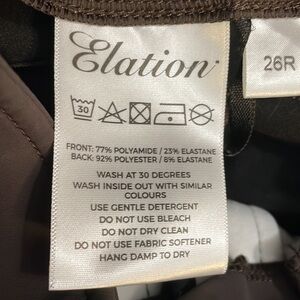 Elation
26R
30
FRONT: 77% POLYAMIDE / 23% ELASTANE
BACK: 92% POLYESTER / 8% ELASTANE
WASH AT 30 DEGREES
WASH INSIDE OUT WITH SIMILAR
COLOURS
USE GENTLE DETERGENT
DO NOT USE BLEACH
DO NOT DRY CLEAN
DO NOT USE FABRIC SOFTENER
HANG DAMP TO DRY